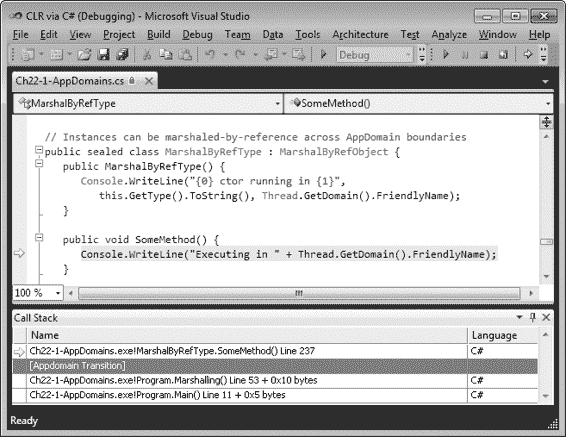 CLR via C# (Debugging) - Microsoft Visual Studio
File Edit View Project Build Debug Team Data Tools Architecture Test Analyze Window Help
Debug
Ch22-1-AppDomains.cs
MarshalByRefType SomeMethod()
// Instances can be marshaled-by-reference across AppDomain boundaries
public sealed class MarshalByRefType : MarshalByRefObject {
public MarshalByRefType() {
Console.WriteLine("{0} ctor running in {1}",
this.GetType().ToString(), Thread.GetDomain().FriendlyName);
}
public void SomeMethod() {
Console.WriteLine("Executing in " + Thread.GetDomain().FriendlyName);
}
100 %
Call Stack
Name Language
Ch22-1-AppDomains.exe!MarshalByRefType.SomeMethod() Line 237 C#
[Appdomain Transition]
Ch22-1-AppDomains.exe!Program.Marshalling() Line 53 + 0x10 bytes C#
Ch22-1-AppDomains.exe!Program.Main() Line 11 + 0x5 bytes C#
Ready